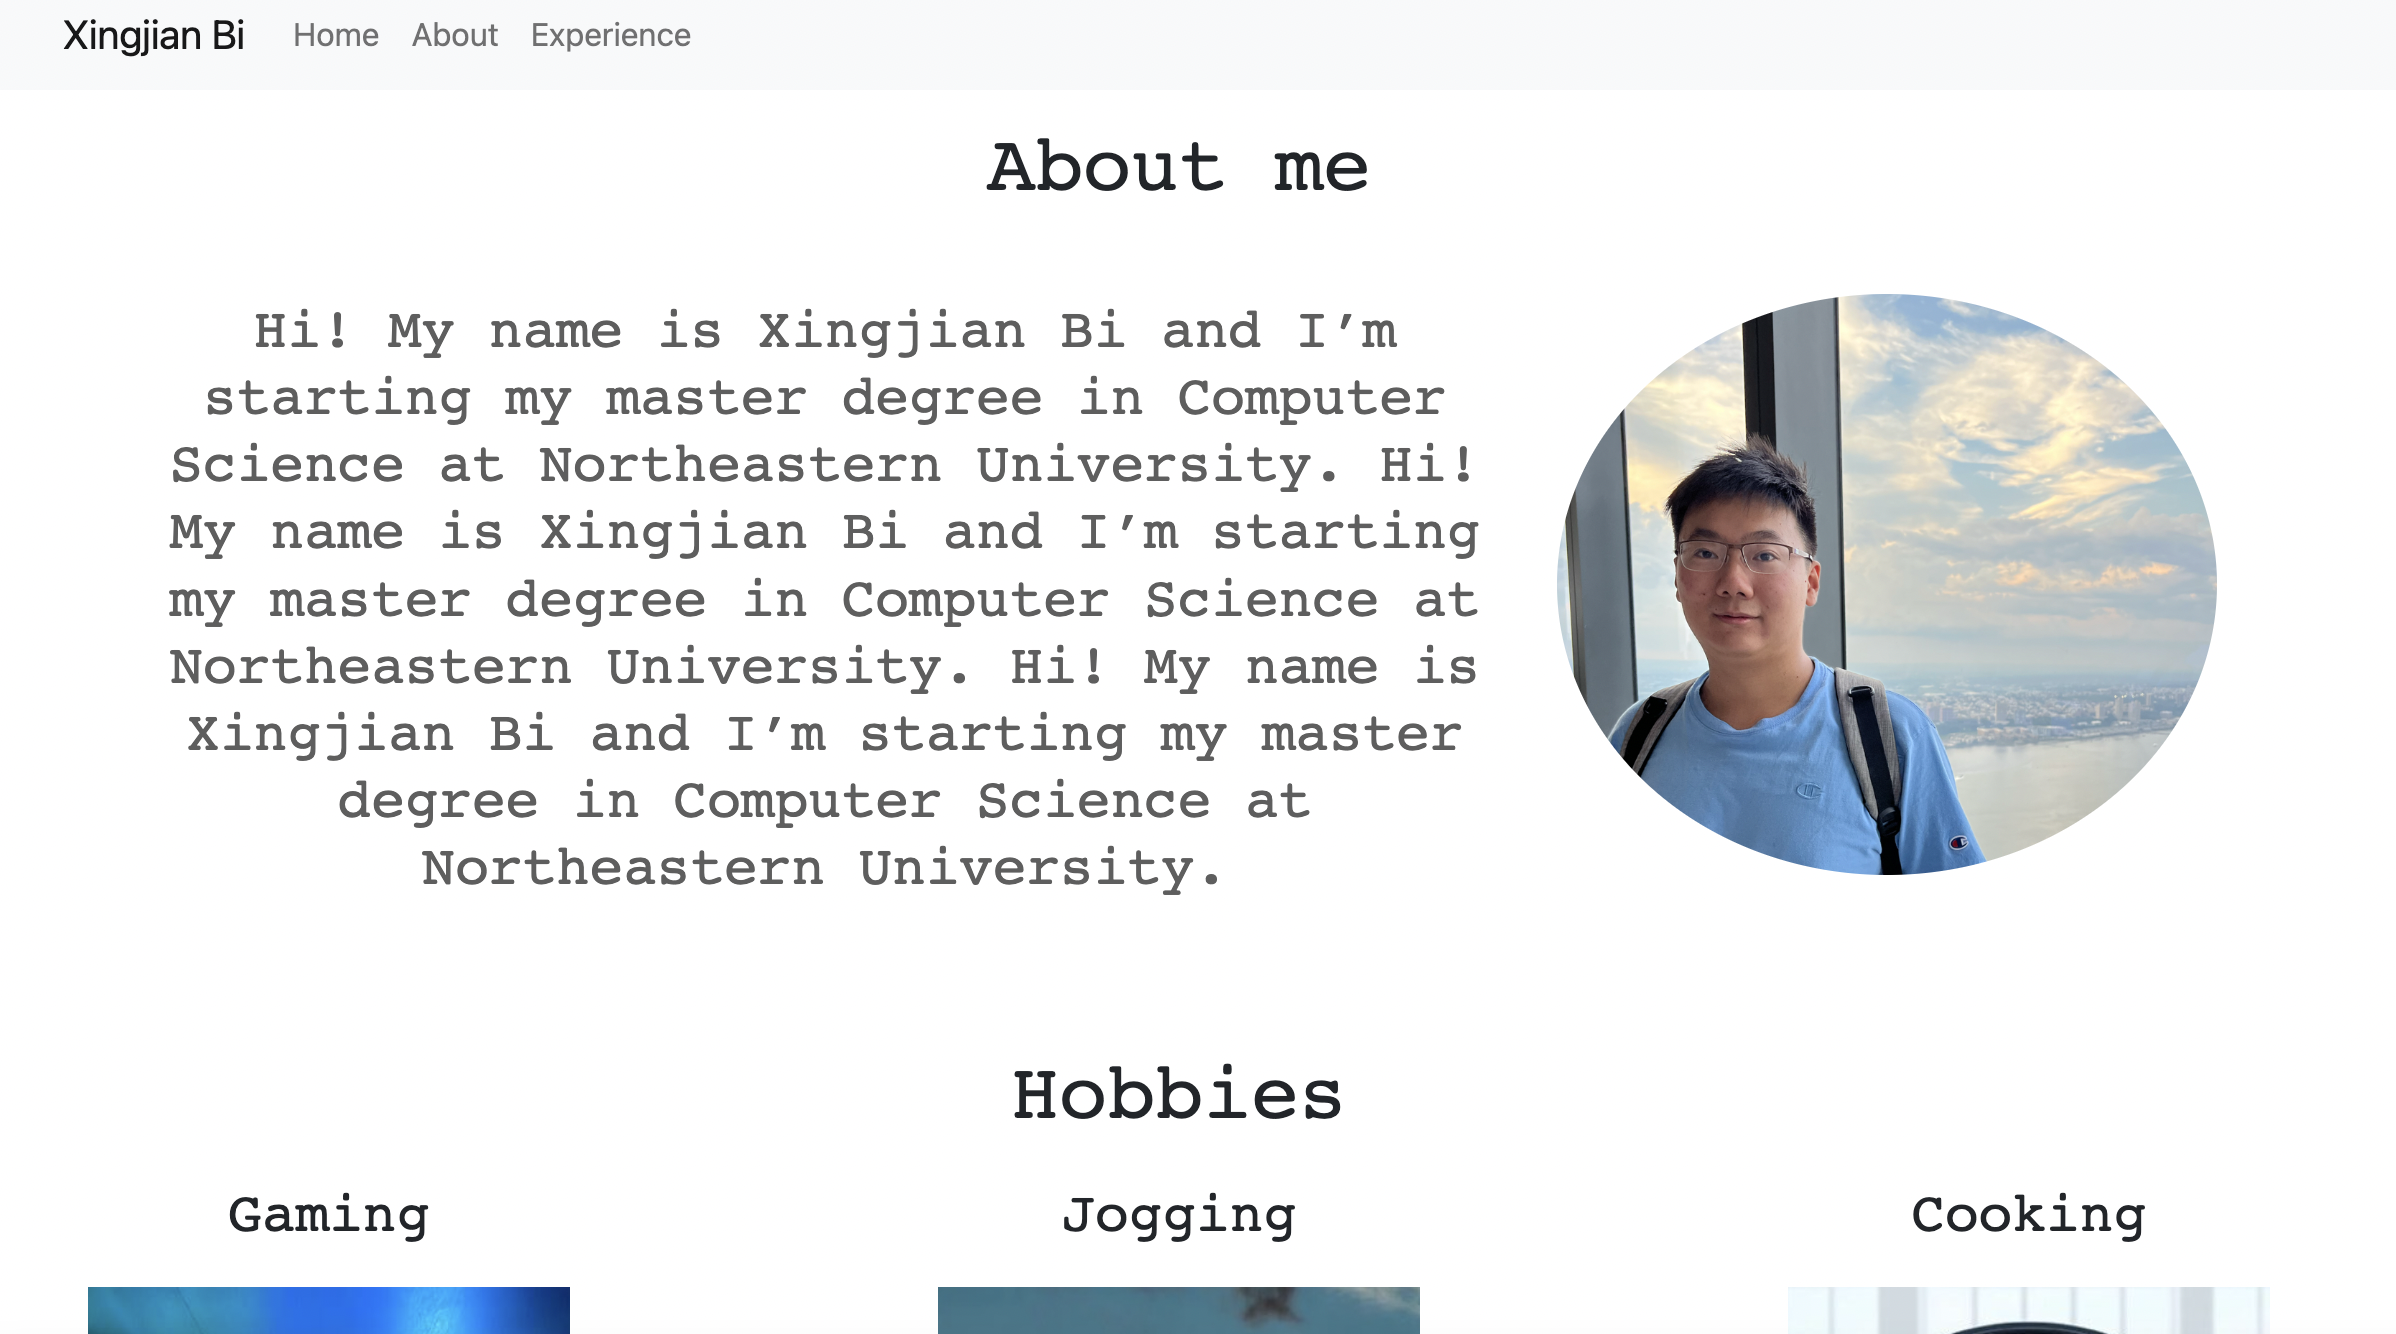 Xingjian Bi Home About Experience
About me
Hi! My name is Xingjian Bi and I’m
starting my master degree in Computer
Science at Northeastern University. Hi!
My name is Xingjian Bi and I’m starting
my master degree in Computer Science at
Northeastern University. Hi! My name is
Xingjian Bi and I’m starting my master
degree in Computer Science at
Northeastern University.
Hobbies
Gaming Jogging Cooking